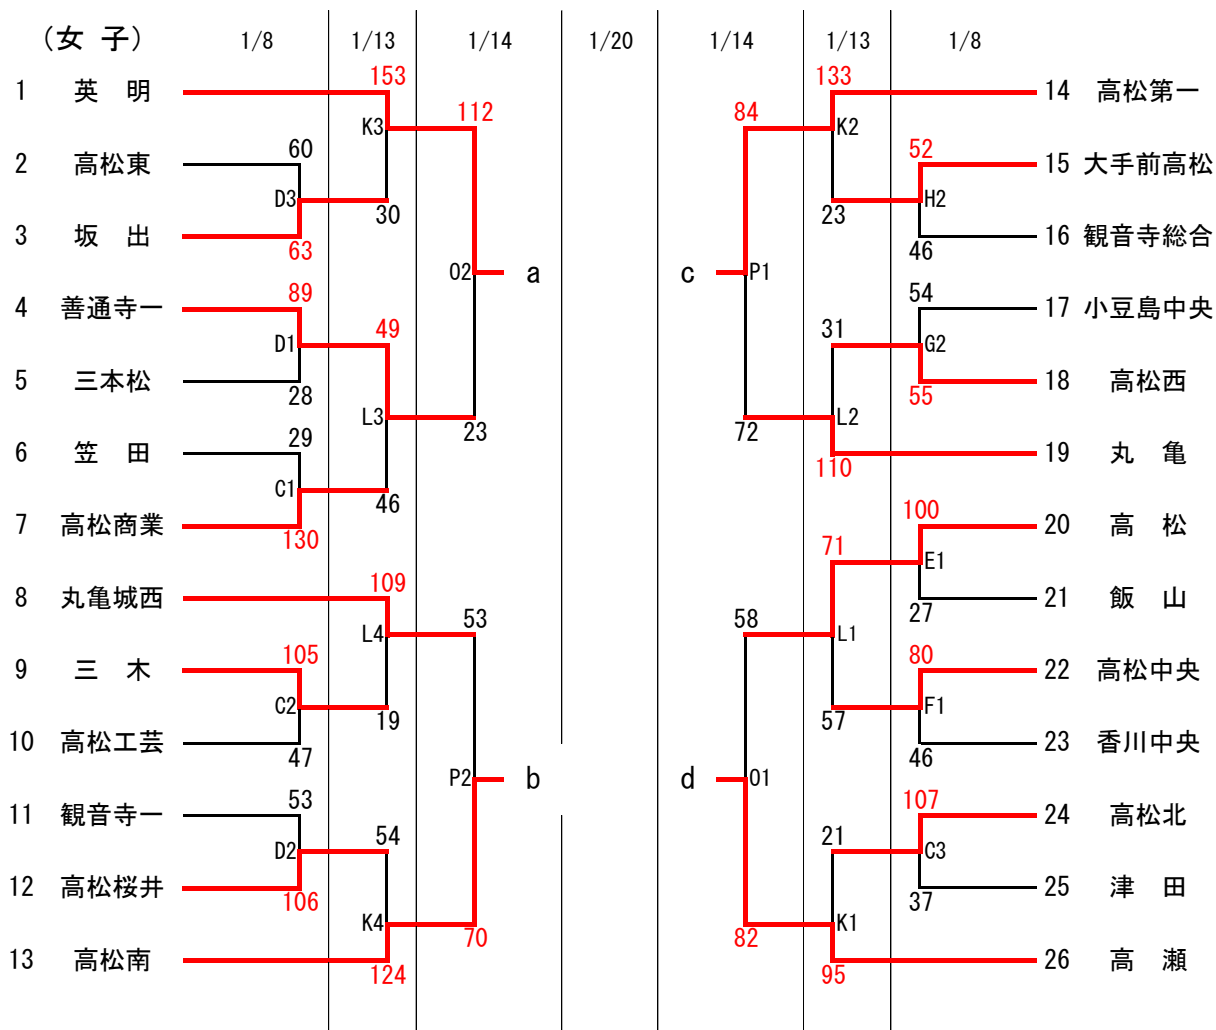 (女 子) 1/8 1/13 1/14 1/20 1/14 1/13 1/8
153 133
1 英 明 14 高松第一
112 84
K3 K2
2 高松東 60 52 15 大手前高松
D3 H2
30 23
3 坂 出 63 46 16 観音寺総合
O2 a c P1
4 善通寺一 89 54 17 小豆島中央
49 31
D1 G2
5 三本松 28 55 18 高松西
L3 L2
23 72
6 笠 田 29 19 丸 亀
110
C1
46
7 高松商業 130 100 20 高 松
71
E1
109
8 丸亀城西 27 21 飯 山
53 58
L4 L1
9 三 木 105 80 22 高松中央
C2 F1
19 57
10 高松工芸 47 46 23 香川中央
P2 b d O1
11 観音寺一 53 107 24 高松北
54 21
D2 C3
12 高松桜井 106 37 25 津 田
K4 K1
70 82
13 高松南 26 高 瀬
124 95